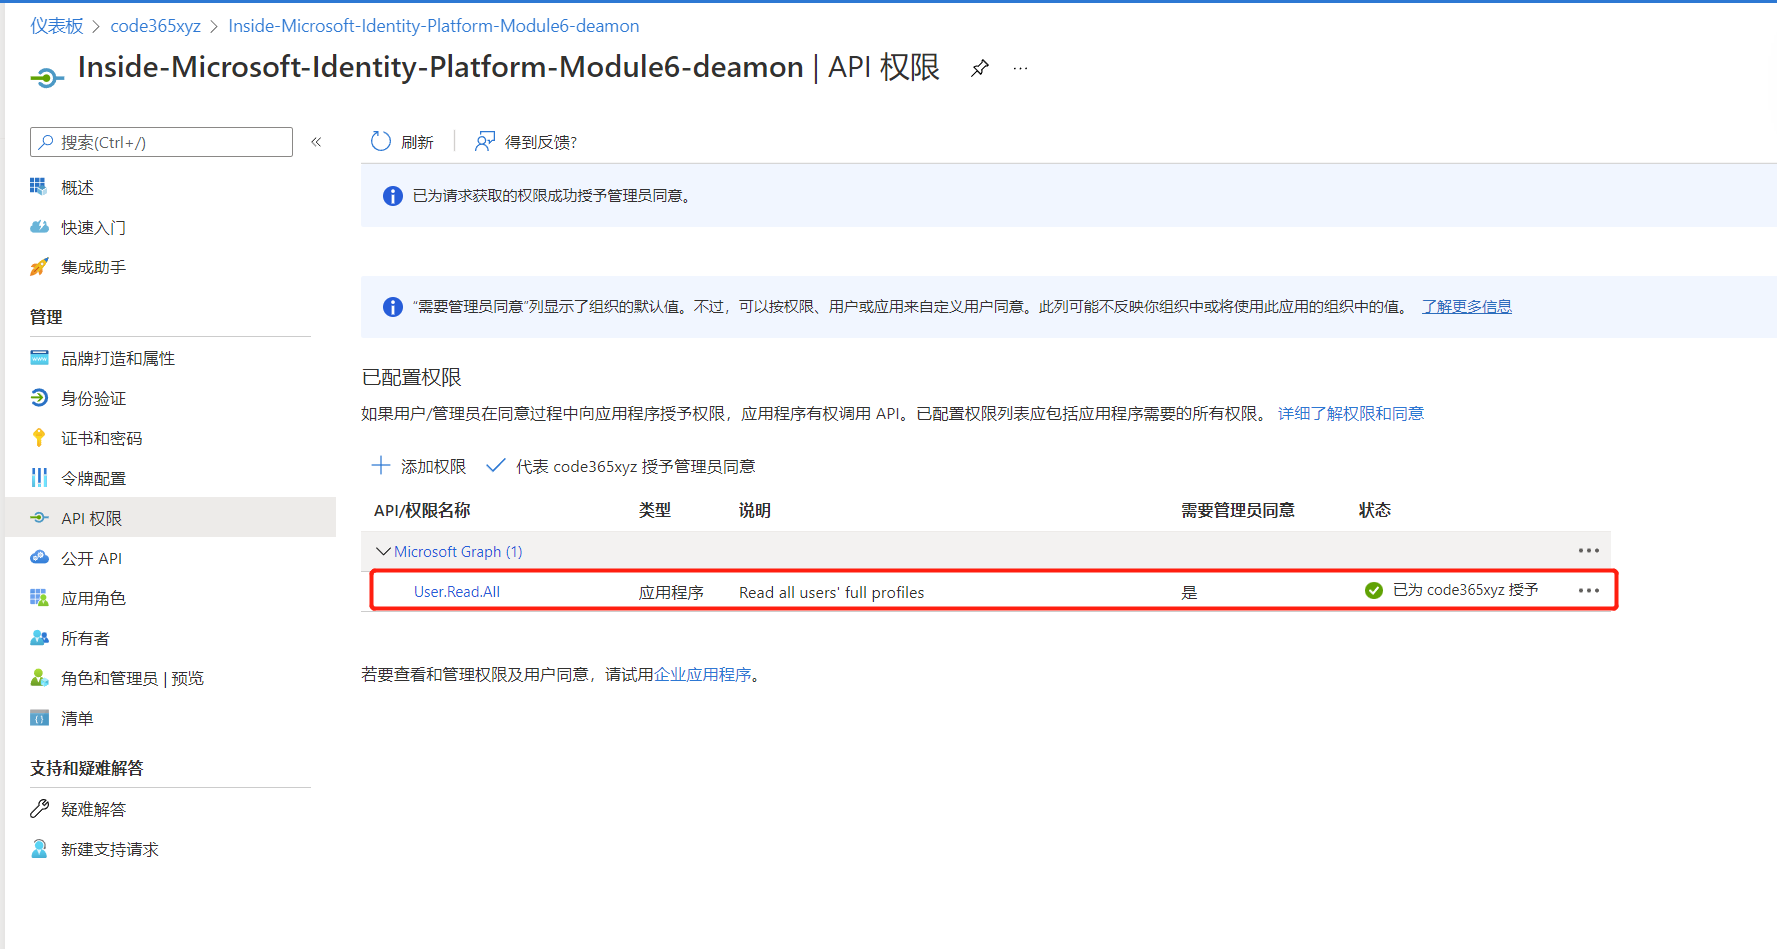 仪表板 > code365xyz > Inside-Microsoft-Identity-Platform-Module6-deamon
Inside-Microsoft-Identity-Platform-Module6-deamon | API 权限
搜索(Ctrl+/)
概述
快速入门
集成助手
管理
品牌打造和属性
身份验证
证书和密码
令牌配置
API 权限
公开 API
应用角色
所有者
角色和管理员 | 预览
清单
支持和疑难解答
疑难解答
新建支持请求
刷新 得到反馈?
已为请求获取的权限成功授予管理员同意。
“需要管理员同意”列显示了组织的默认值。不过，可以按权限、用户或应用来自定义用户同意。此列可能不反映你组织中或将使用此应用的组织中的值。 了解更多信息
已配置权限
如果用户/管理员在同意过程中向应用程序授予权限，应用程序有权调用 API。已配置权限列表应包括应用程序需要的所有权限。 详细了解权限和同意
添加权限 代表 code365xyz 授予管理员同意
API/权限名称 类型 说明 需要管理员同意 状态
Microsoft Graph (1)
User.Read.All 应用程序 Read all users' full profiles 是 已为 code365xyz 授予
若要查看和管理权限及用户同意，请试用企业应用程序。